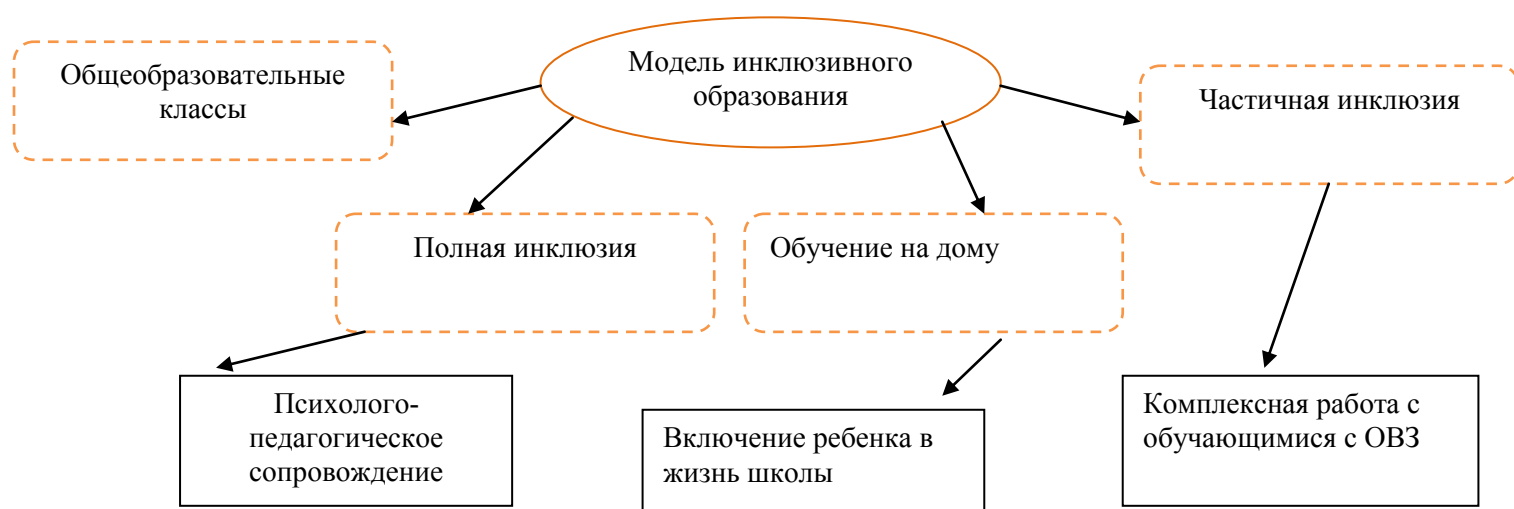 Общеобразовательные
классы
Модель инклюзивного
образования
Частичная инклюзия
Полная инклюзия
Обучение на дому
Психолого-
педагогическое
сопровождение
Включение ребенка в
жизнь школы
Комплексная работа с
обучающимися с ОВЗ